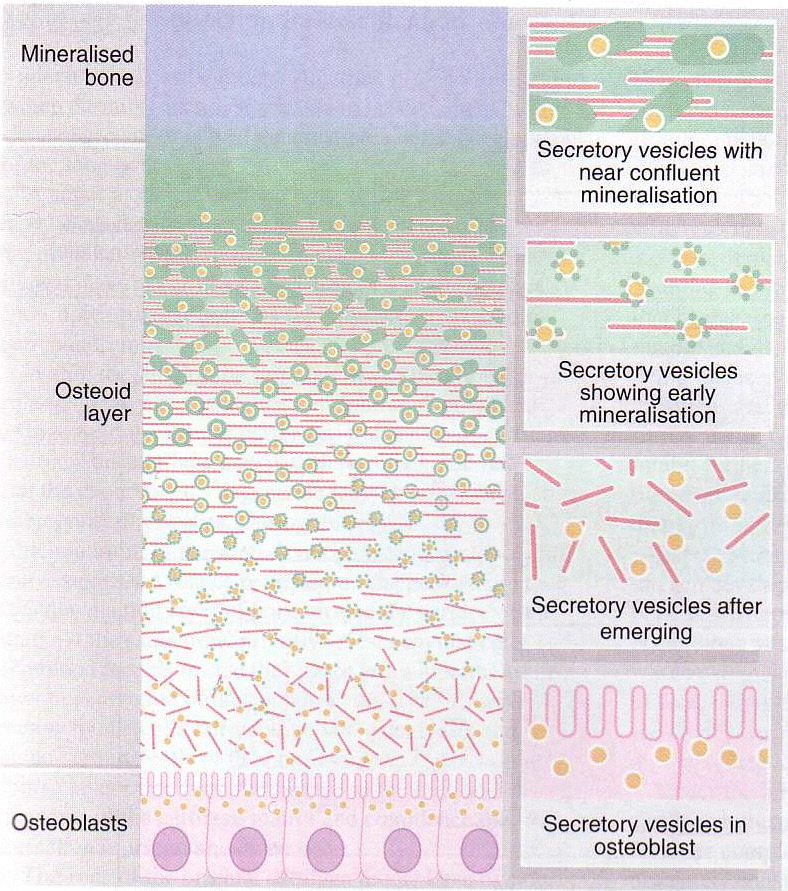 Mineralised
bone
Osteoid
layer
Osteoblasts
Secretory vesicles with
near confluent
mineralisation
Secretory vesicles
showing early
mineralisation
Secretory vesicles after
emerging
Secretory vesicles in
osteoblast